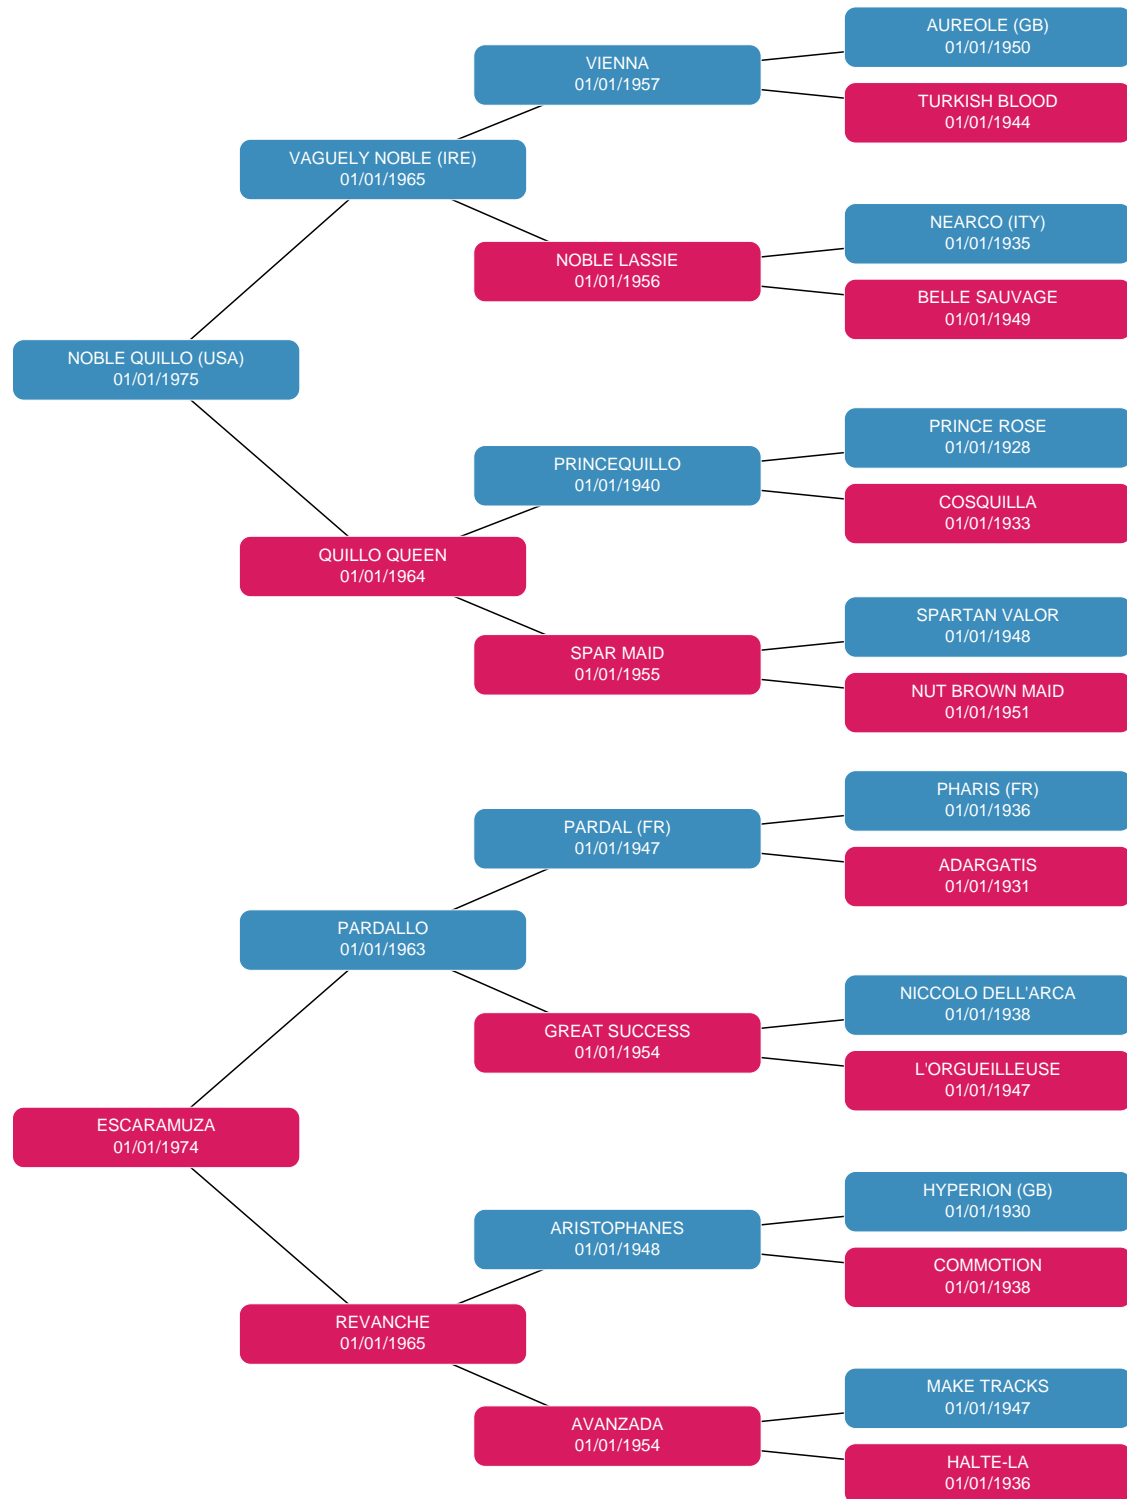 AUREOLE (GB)
01/01/1950
VIENNA
01/01/1957
TURKISH BLOOD
01/01/1944
VAGUELY NOBLE (IRE)
01/01/1965
NEARCO (ITY)
01/01/1935
NOBLE LASSIE
01/01/1956
BELLE SAUVAGE
01/01/1949
NOBLE QUILLO (USA)
01/01/1975
PRINCE ROSE
01/01/1928
PRINCEQUILLO
01/01/1940
COSQUILLA
01/01/1933
QUILLO QUEEN
01/01/1964
SPARTAN VALOR
01/01/1948
SPAR MAID
01/01/1955
NUT BROWN MAID
01/01/1951
PHARIS (FR)
01/01/1936
PARDAL (FR)
01/01/1947
ADARGATIS
01/01/1931
PARDALLO
01/01/1963
NICCOLO DELL'ARCA
01/01/1938
GREAT SUCCESS
01/01/1954
L'ORGUEILLEUSE
01/01/1947
ESCARAMUZA
01/01/1974
HYPERION (GB)
01/01/1930
ARISTOPHANES
01/01/1948
COMMOTION
01/01/1938
REVANCHE
01/01/1965
MAKE TRACKS
01/01/1947
AVANZADA
01/01/1954
HALTE-LA
01/01/1936